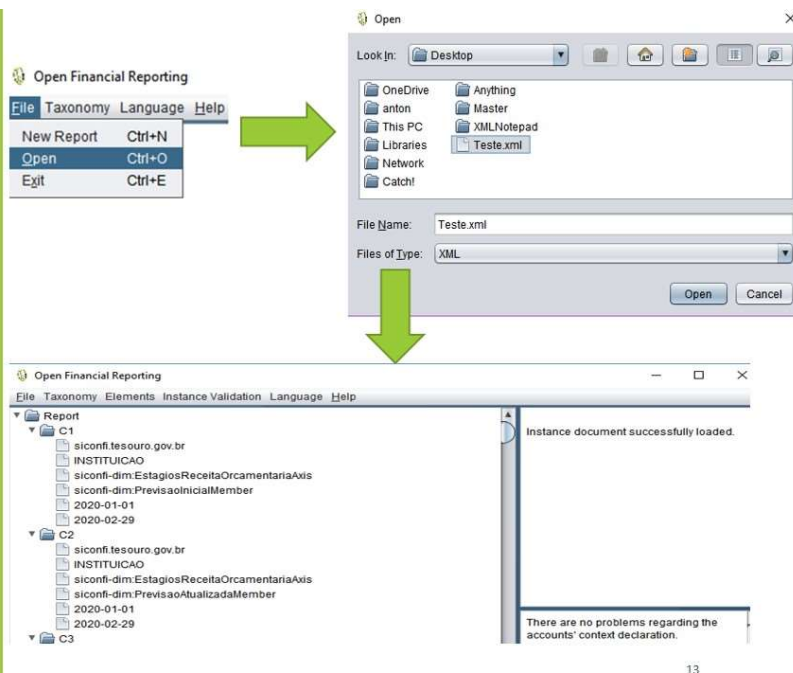 Open Financial Reporting
File Taxonomy Language Help
New Report Ctrl+N
Open Ctrl+O
Exit Ctrl+E
Open
Look In: Desktop
OneDrive Anything
anton Master
This PC XMLNotepad
Libraries Teste.xml
Network
Catch!
File Name: Teste.xml
Files of Type: XML
Open Cancel
Open Financial Reporting
File Taxonomy Elements Instance Validation Language Help
Report
C1
siconfi.tesouro.gov.br
INSTITUICAO
siconfi-dim:EstagiosReceitaOrcamentariaAxis
siconfi-dim:PrevisaoInicialMember
2020-01-01
2020-02-29
C2
siconfi.tesouro.gov.br
INSTITUICAO
siconfi-dim:EstagiosReceitaOrcamentariaAxis
siconfi-dim:PrevisaoAtualizadaMember
2020-01-01
2020-02-29
C3
Instance document successfully loaded.
There are no problems regarding the
accounts' context declaration.
13